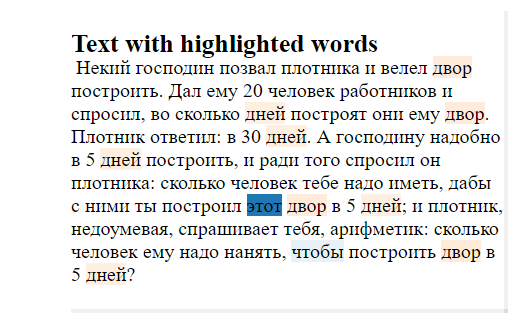 Text with highlighted words
Некий господин позвал плотника и велел двор
построить. Дал ему 20 человек работников и
спросил, во сколько дней построят они ему двор.
Плотник ответил: в 30 дней. А господину надобно
в 5 дней построить, и ради того спросил он
плотника: сколько человек тебе надо иметь, дабы
с ними ты построил этот двор в 5 дней; и плотник,
недоумевая, спрашивает тебя, арифметик: сколько
человек ему надо нанять, чтобы построить двор в
5 дней?